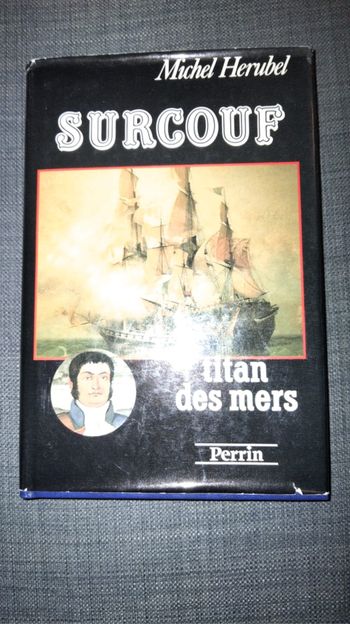 Michel Herubel
SURCOUF
titan
des mers
Perrin